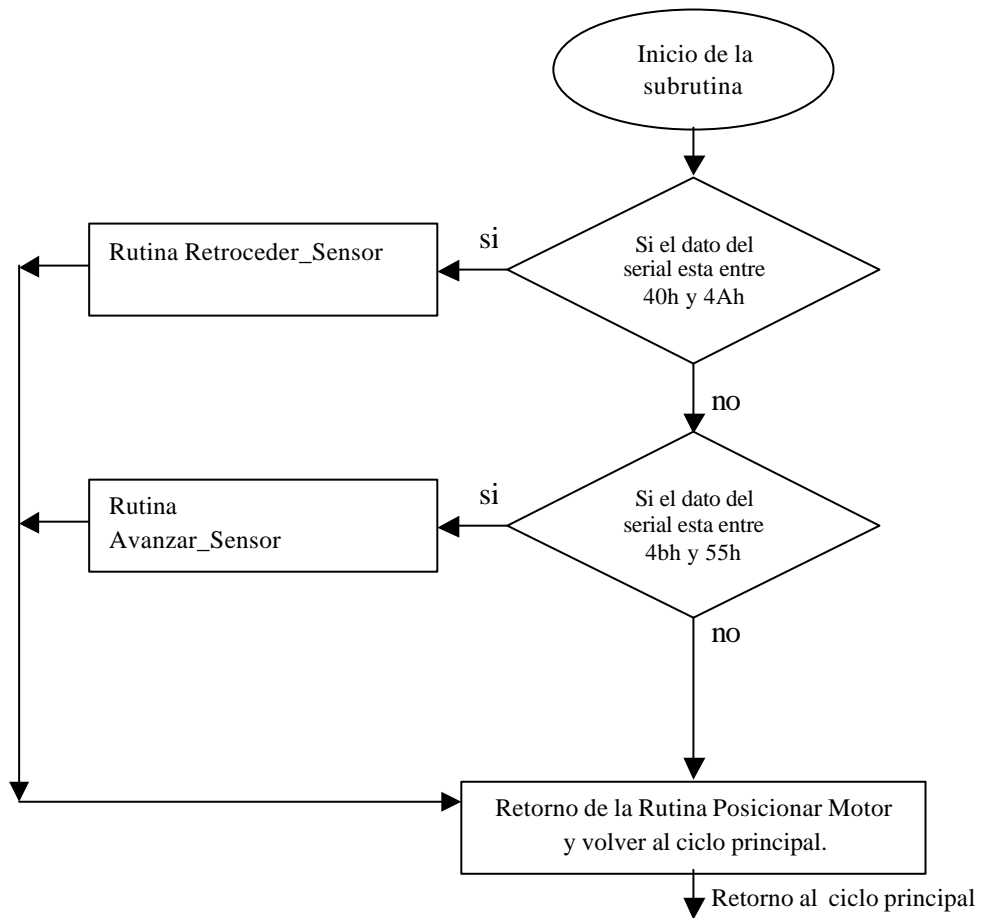 Inicio de la
subrutina
si
Rutina Retroceder_Sensor
Si el dato del
serial esta entre
40h y 4Ah
no
si
Rutina
Avanzar_Sensor
Si el dato del
serial esta entre
4bh y 55h
no
Retorno de la Rutina Posicionar Motor
y volver al ciclo principal.
Retorno al ciclo principal